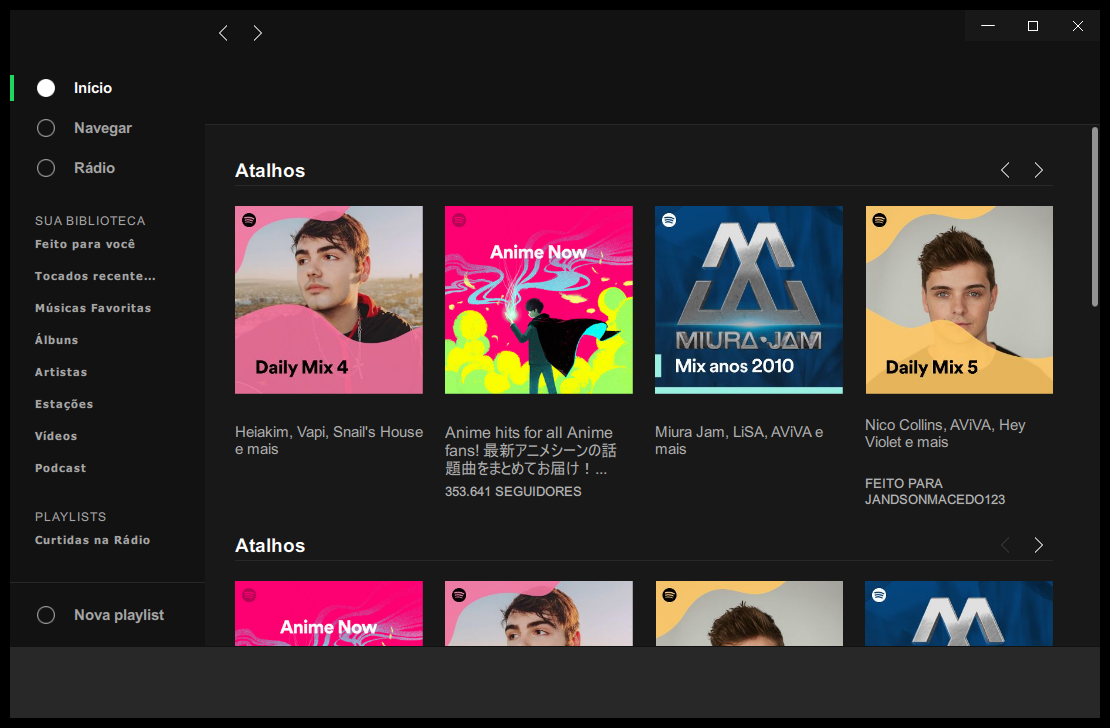 Início
Navegar
Rádio
SUA BIBLIOTECA
Feito para você
Tocados recente...
Músicas Favoritas
Álbuns
Artistas
Estações
Vídeos
Podcast
PLAYLISTS
Curtidas na Rádio
Nova playlist
Atalhos
Daily Mix 4
Heiakim, Vapi, Snail's House
e mais
Anime Now
Anime hits for all Anime
fans! 最新アニメシーンの話
題曲をまとめてお届け！...
353.641 SEGUIDORES
MIURA·JAM
Mix anos 2010
Miura Jam, LiSA, AViVA e
mais
Daily Mix 5
Nico Collins, AViVA, Hey
Violet e mais
FEITO PARA
JANDSONMACEDO123
Atalhos
Anime Now